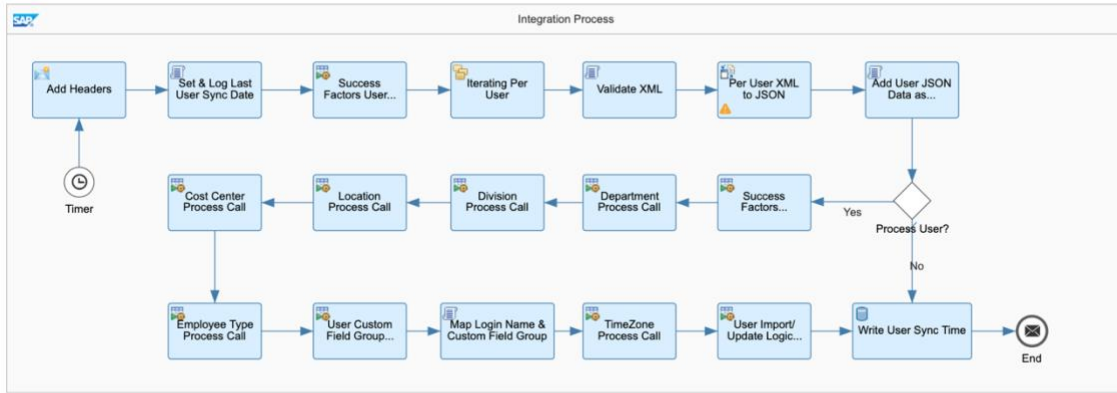 SAP
Integration Process
Add Headers
Set & Log Last
User Sync Date
Success
Factors User...
Iterating Per
User
Validate XML
Per User XML
to JSON
Add User JSON
Data as...
Timer
Cost Center
Process Call
Location
Process Call
Division
Process Call
Department
Process Call
Success
Factors...
Yes
Process User?
No
Employee Type
Process Call
User Custom
Field Group...
Map Login Name &
Custom Field Group
TimeZone
Process Call
User Import/
Update Logic...
Write User Sync Time
End